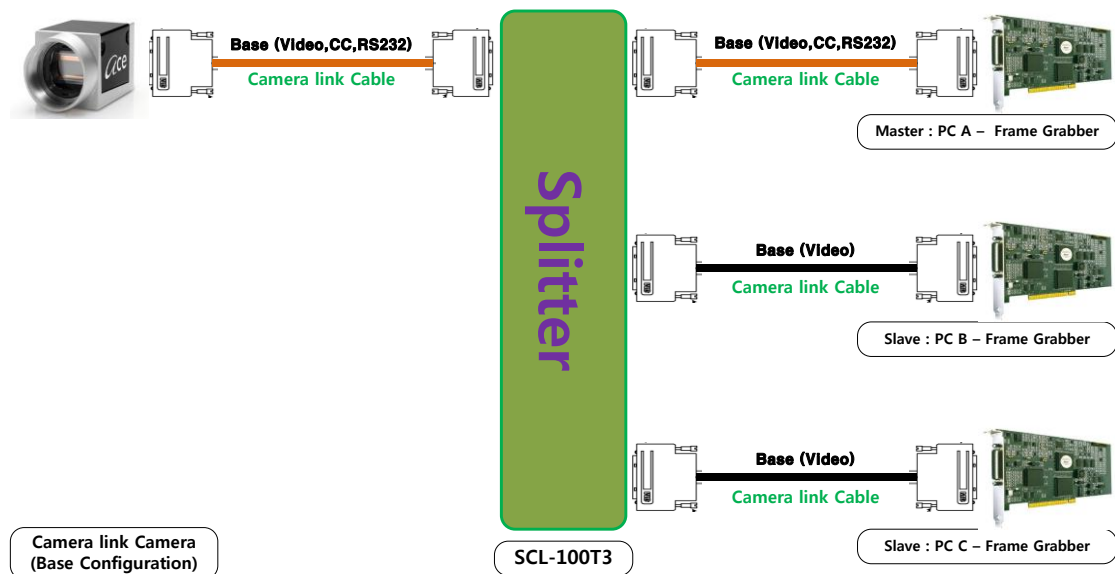 ace
Base (Video,CC,RS232)
Camera link Cable
Base (Video,CC,RS232)
Camera link Cable
Master : PC A – Frame Grabber
Splitter
Base (Video)
Camera link Cable
Slave : PC B – Frame Grabber
Base (Video)
Camera link Cable
Slave : PC C – Frame Grabber
Camera link Camera
(Base Configuration)
SCL-100T3